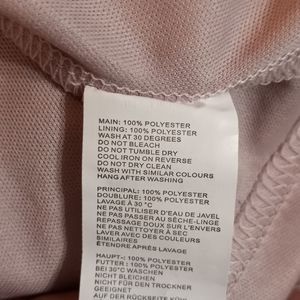 MAIN: 100% POLYESTER
LINING: 100% POLYESTER
WASH AT 30 DEGREES
DO NOT BLEACH
DO NOT TUMBLE DRY
COOL IRON ON REVERSE
DO NOT DRY CLEAN
WASH WITH SIMILAR COLOURS
HANG AFTER WASHING
PRINCIPAL: 100% POLYESTER
DOUBLURE: 100% POLYESTER
LAVAGE À 30 °C
NE PAS UTILISER D'EAU DE JAVEL
NE PAS PASSER AU SÈCHE-LINGE
REPASSAGE DOUX SUR L'ENVERS
NE PAS NETTOYER À SEC
LAVER AVEC DES COULEURS
SIMILAIRES
ÉTENDRE APRÈS LAVAGE
HAUPT-: 100% POLYESTER
FUTTER : 100% POLYESTER
BEI 30°C WASCHEN
NICHT BLEICHEN
NICHT FÜR DEN TROCKNER
GEEIGNET
AUF DER RÜCKSEITE KÜHL